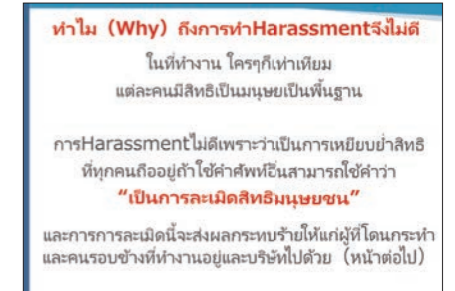 ทำไม (Why) ถึงการทำHarassmentจึงไม่ดี
ในที่ทำงาน ใครๆก็เท่าเทียม
แต่ละคนมีสิทธิเป็นมนุษย์เป็นพื้นฐาน
การHarassmentไม่ดีเพราะว่าเป็นการเหยียบย่ำสิทธิ
ที่ทุกคนถืออยู่ถ้าใช้คำศัพท์อื่นสามารถใช้คำว่า
“เป็นการละเมิดสิทธิมนุษยชน”
และการการละเมิดนี้จะส่งผลกระทบร้ายให้แก่ผู้ที่โดนกระทำ
และคนรอบข้างที่ทำงานอยู่และบริษัทไปด้วย (หน้าต่อไป)